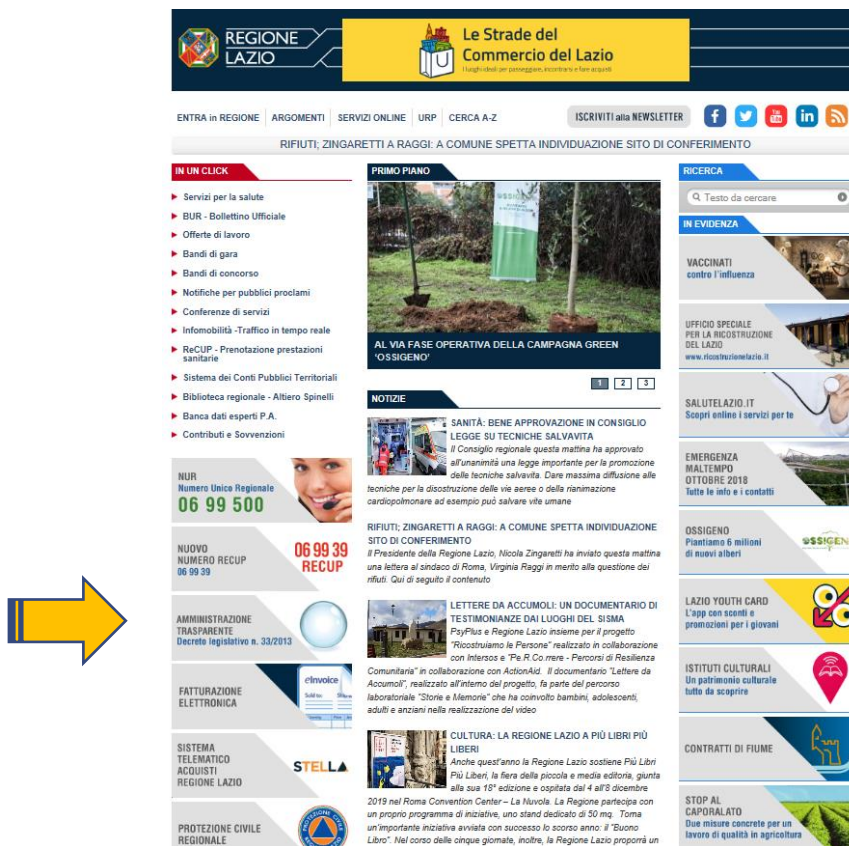 REGIONE
LAZIO
Le Strade del
Commercio del Lazio
I luoghi ideali per passeggiare, incontrarsi e fare acquisti
ENTRA in REGIONE ARGOMENTI SERVIZI ONLINE URP CERCA A-Z
ISCRIVITI alla NEWSLETTER
RIFIUTI; ZINGARETTI A RAGGI: A COMUNE SPETTA INDIVIDUAZIONE SITO DI CONFERIMENTO
IN UN CLICK
Servizi per la salute
BUR - Bollettino Ufficiale
Offerte di lavoro
Bandi di gara
Bandi di concorso
Notifiche per pubblici proclami
Conferenze di servizi
Infomobilità -Traffico in tempo reale
ReCUP - Prenotazione prestazioni
sanitarie
Sistema dei Conti Pubblici Territoriali
Biblioteca regionale - Altiero Spinelli
Banca dati esperti P.A.
Contributi e Sovvenzioni
NUR
Numero Unico Regionale
06 99 500
NUOVO
NUMERO RECUP
06 99 39
06 99 39
RECUP
AMMINISTRAZIONE
TRASPARENTE
Decreto legislativo n. 33/2013
FATTURAZIONE
ELETTRONICA
eInvoice
SISTEMA
TELEMATICO
ACQUISTI
REGIONE LAZIO
STELLA
PROTEZIONE CIVILE
REGIONALE
PRIMO PIANO
OSSIGENO
AL VIA FASE OPERATIVA DELLA CAMPAGNA GREEN
'OSSIGENO'
1 2 3
NOTIZIE
SANITÀ: BENE APPROVAZIONE IN CONSIGLIO
LEGGE SU TECNICHE SALVAVITA
Il Consiglio regionale questa mattina ha approvato
all'unanimità una legge importante per la promozione
delle tecniche salvavita. Dare massima diffusione alle
tecniche per la disostruzione delle vie aeree o della rianimazione
cardiopolmonare ad esempio può salvare vite umane
RIFIUTI; ZINGARETTI A RAGGI: A COMUNE SPETTA INDIVIDUAZIONE
SITO DI CONFERIMENTO
Il Presidente della Regione Lazio, Nicola Zingaretti ha inviato questa mattina
una lettera al sindaco di Roma, Virginia Raggi in merito alla questione dei
rifiuti. Qui di seguito il contenuto
LETTERE DA ACCUMOLI: UN DOCUMENTARIO DI
TESTIMONIANZE DAI LUOGHI DEL SISMA
PsyPlus e Regione Lazio insieme per il progetto
"Ricostruiamo le Persone" realizzato in collaborazione
con Intersos e "Pe.R.Co.rrere - Percorsi di Resilienza
Comunitaria" in collaborazione con ActionAid. Il documentario "Lettere da
Accumoli", realizzato all'interno del progetto, fa parte del percorso
laboratoriale "Storie e Memorie" che ha coinvolto bambini, adolescenti,
adulti e anziani nella realizzazione del video
CULTURA: LA REGIONE LAZIO A PIÙ LIBRI PIÙ
LIBERI
Anche quest'anno la Regione Lazio sostiene Più Libri
Più Liberi, la fiera della piccola e media editoria, giunta
alla sua 18° edizione e ospitata dal 4 all'8 dicembre
2019 nel Roma Convention Center – La Nuvola. La Regione partecipa con
un proprio programma di iniziative, uno stand dedicato di 50 mq. Torna
un'importante iniziativa avviata con successo lo scorso anno: il "Buono
Libro". Nel corso delle cinque giornate, inoltre, la Regione Lazio proporrà un
RICERCA
Testo da cercare
IN EVIDENZA
VACCINATI
contro l'influenza
UFFICIO SPECIALE
PER LA RICOSTRUZIONE
DEL LAZIO
www.ricostruzionelazio.it
SALUTELAZIO.IT
Scopri online i servizi per te
EMERGENZA
MALTEMPO
OTTOBRE 2018
Tutte le info e i contatti
OSSIGENO
Piantiamo 6 milioni
di nuovi alberi
OSSIGEN
LAZIO YOUTH CARD
L'app con sconti e
promozioni per i giovani
ISTITUTI CULTURALI
Un patrimonio culturale
tutto da scoprire
CONTRATTI DI FIUME
STOP AL
CAPORALATO
Due misure concrete per un
lavoro di qualità in agricoltura